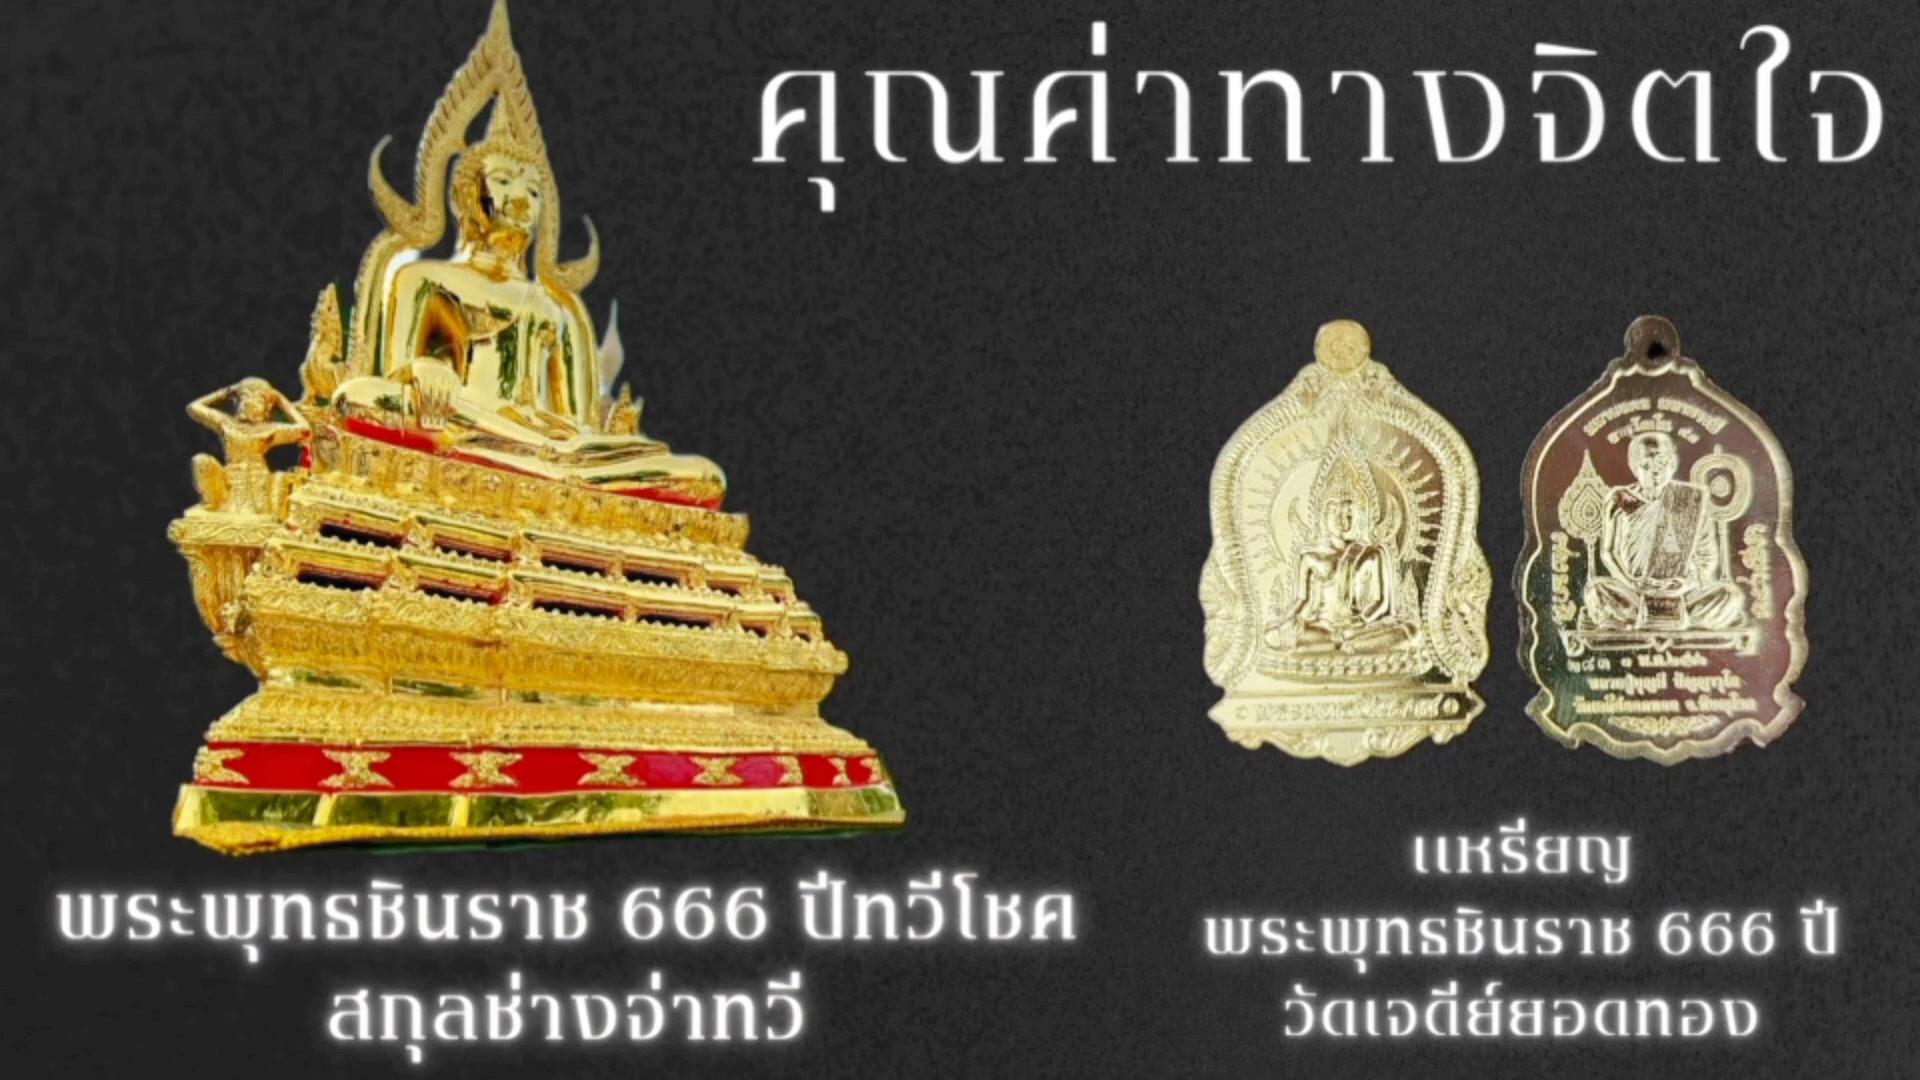 คุณค่าทางจิตใจ
พระพุทธชินราช 666 ปีทวีโชค
สกุลช่างจ่าทวี
เหรียญ
พระพุทธชินราช 666 ปี
วัดเจดีย์ยอดทอง